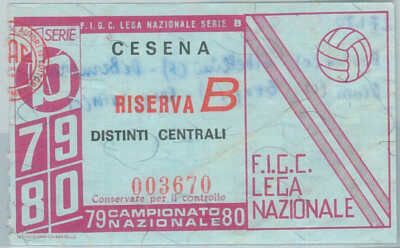 F.I.G.C. LEGA NAZIONALE SERIE B
SERIE
B
79
80
CESENA
RISERVA B
DISTINTI CENTRALI
003670
Conservare per il controllo
79 CAMPIONATO NAZIONALE 80
F.I.G.C.
LEGA
NAZIONALE